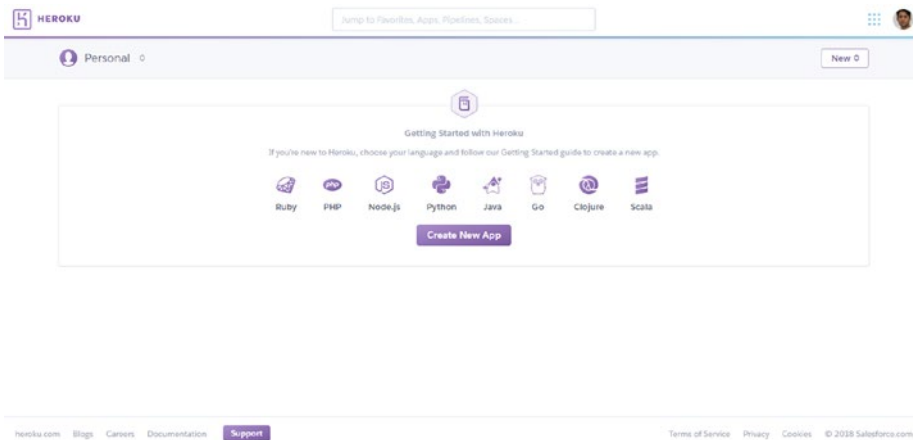 HEROKU
Jump to Favorites, Apps, Pipelines, Spaces...
Personal
New
Getting Started with Heroku
If you're new to Heroku, choose your language and follow our Getting Started guide to create a new app.
Ruby PHP Node.js Python Java Go Clojure Scala
Create New App
heroku.com Blogs Careers Documentation Support Terms of Service Privacy Cookies © 2018 Salesforce.com